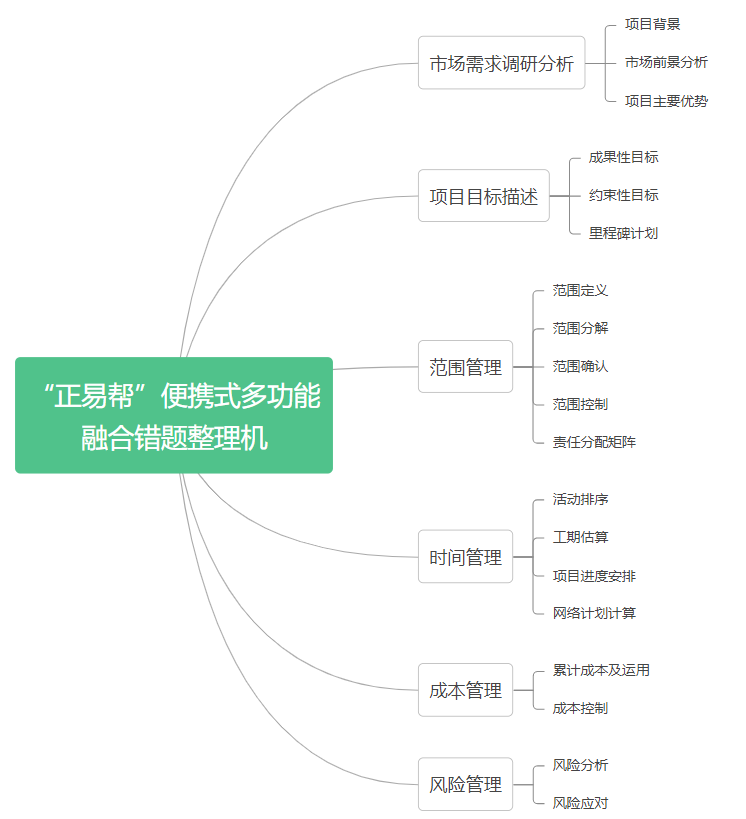 “正易帮”便携式多功能
融合错题整理机
市场需求调研分析
项目背景
市场前景分析
项目主要优势
项目目标描述
成果性目标
约束性目标
里程碑计划
范围管理
范围定义
范围分解
范围确认
范围控制
责任分配矩阵
时间管理
活动排序
工期估算
项目进度安排
网络计划计算
成本管理
累计成本及运用
成本控制
风险管理
风险分析
风险应对